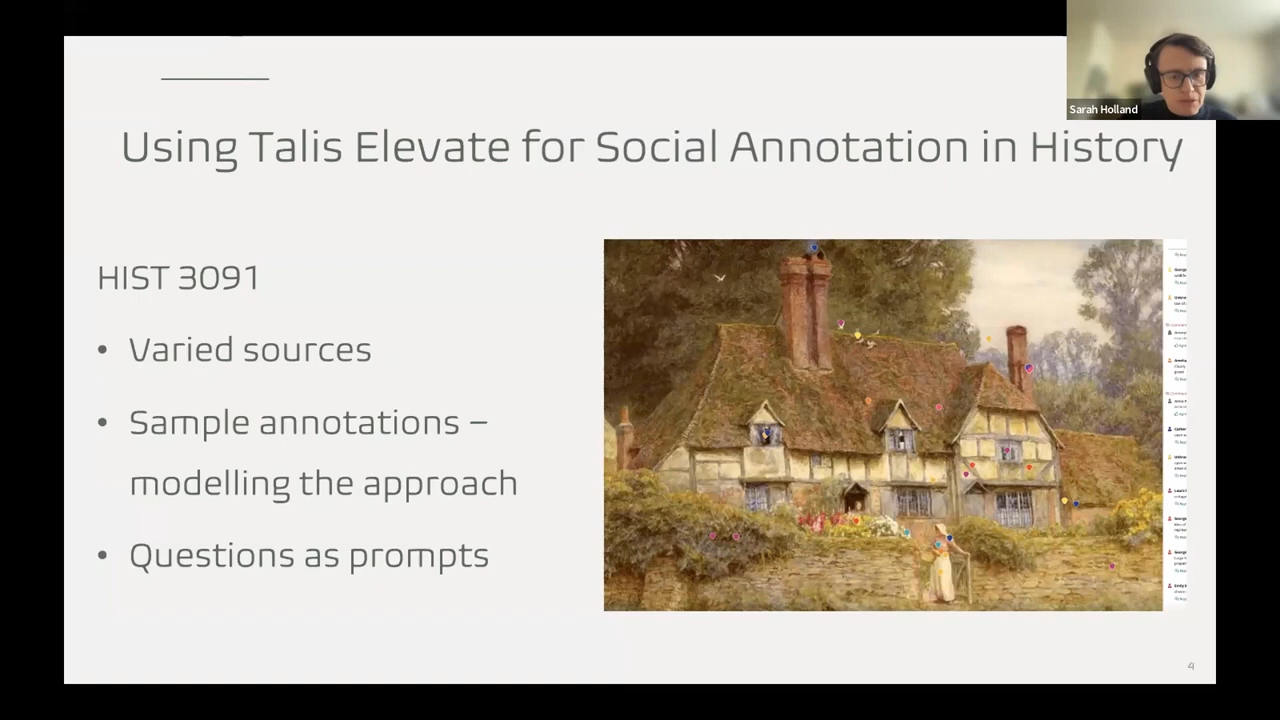 Sarah Holland
Using Talis Elevate for Social Annotation in History
HIST 3091
• Varied sources
• Sample annotations –
modelling the approach
• Questions as prompts
4